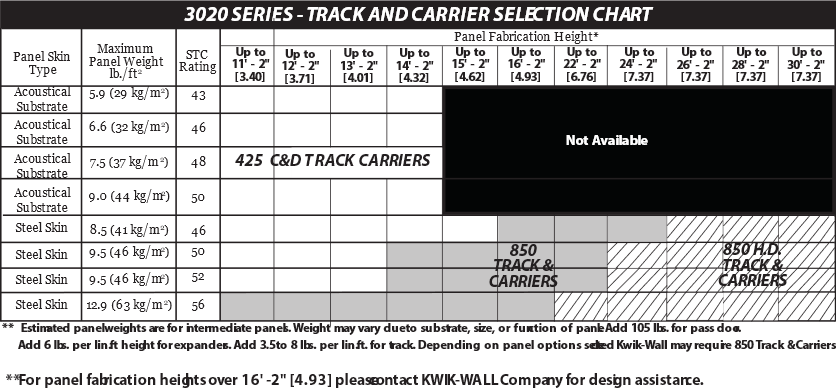 3020 SERIES - TRACK AND CARRIER SELECTION CHART
Panel Skin Type
Maximum Panel Weight lb./ft²
STC Rating
Panel Fabrication Height*
Up to 11' - 2" [3.40]
Up to 12' - 2" [3.71]
Up to 13' - 2" [4.01]
Up to 14' - 2" [4.32]
Up to 15' - 2" [4.62]
Up to 16' - 2" [4.93]
Up to 22' - 2" [6.76]
Up to 24' - 2" [7.37]
Up to 26' - 2" [7.37]
Up to 28' - 2" [7.37]
Up to 30' - 2" [7.37]
Acoustical Substrate 5.9 (29 kg/m²) 43
Acoustical Substrate 6.6 (32 kg/m²) 46
Not Available
Acoustical Substrate 7.5 (37 kg/m²) 48
425 C&D TRACK CARRIERS
Acoustical Substrate 9.0 (44 kg/m²) 50
Steel Skin 8.5 (41 kg/m²) 46
Steel Skin 9.5 (46 kg/m²) 50
850 TRACK & CARRIERS
850 H.D. TRACK & CARRIERS
Steel Skin 9.5 (46 kg/m²) 52
Steel Skin 12.9 (63 kg/m²) 56
** Estimated panel weights are for intermediate panels. Weight may vary due to substrate, size, or function of panel. Add 105 lbs. for pass door.
Add 6 lbs. per lin.ft height for expanders. Add 3.5 to 8 lbs. per lin.ft. for track. Depending on panel options selected Kwik-Wall may require 850 Track & Carriers
**For panel fabrication heights over 16' -2" [4.93] please contact KWIK-WALL Company for design assistance.